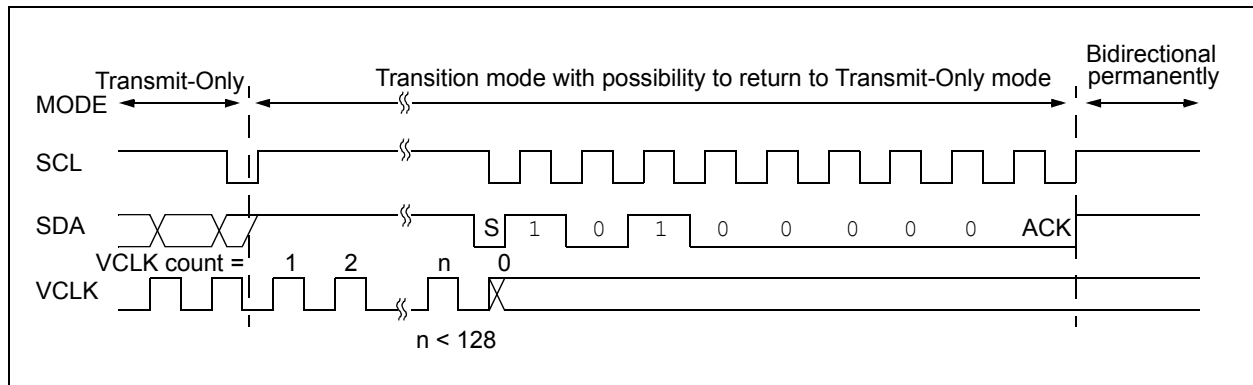 Transmit-Only
Transition mode with possibility to return to Transmit-Only mode
Bidirectional
permanently
MODE
SCL
SDA
S 1 0 1 0 0 0 0 0 ACK
VCLK count = 1 2 n 0
VCLK
n < 128